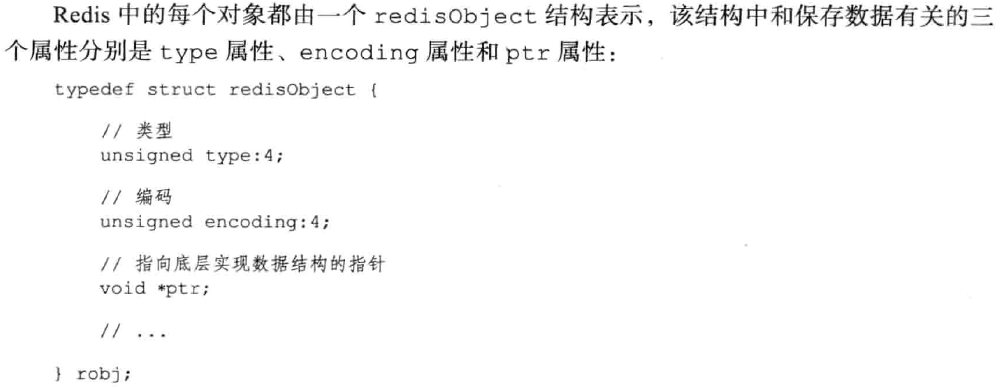 Redis 中的每个对象都由一个 redisObject 结构表示，该结构中和保存数据有关的三
个属性分别是 type 属性、encoding 属性和 ptr 属性：
typedef struct redisObject {
// 类型
unsigned type:4;
// 编码
unsigned encoding:4;
// 指向底层实现数据结构的指针
void *ptr;
// ...
} robj;